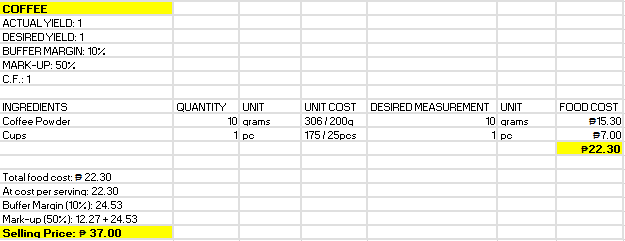 COFFEE
ACTUAL YIELD: 1
DESIRED YIELD: 1
BUFFER MARGIN: 10%
MARK-UP: 50%
C.F.: 1
INGREDIENTS QUANTITY UNIT UNIT COST DESIRED MEASUREMENT UNIT FOOD COST
Coffee Powder 10 grams 306 / 200g 10 grams ₱15.30
Cups 1 pc 175 / 25pcs 1 pc ₱7.00
₱22.30
Total food cost: ₱ 22.30
At cost per serving: 22.30
Buffer Margin (10%): 24.53
Mark-up (50%): 12.27 + 24.53
Selling Price: ₱ 37.00